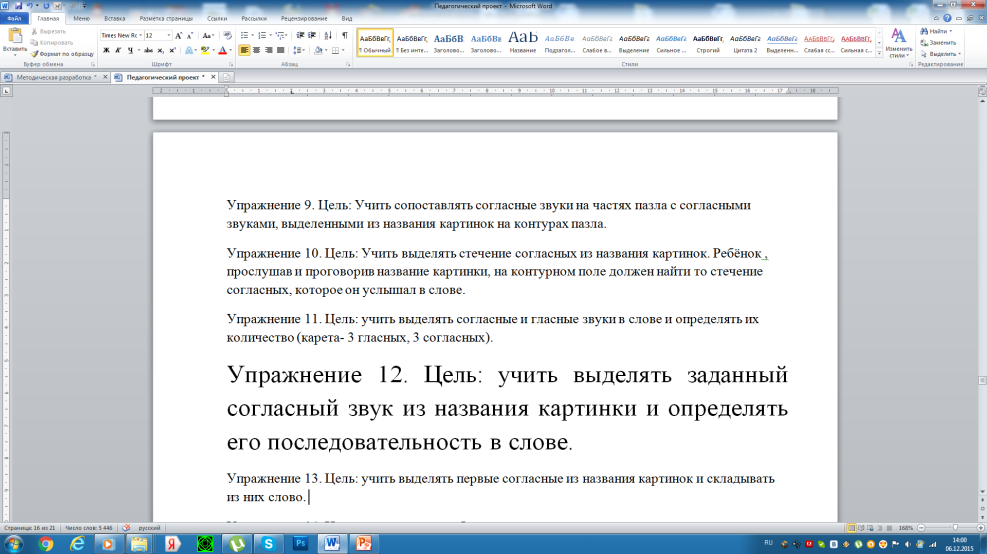 Педагогический проект - Microsoft Word
Файл Главная Меню Вставка Разметка страницы Ссылки Рассылки Рецензирование Вид
Вставить
Вырезать
Копировать
Формат по образцу
Буфер обмена
Times New Rc 12
Шрифт
Абзац
АаБбВвГг, АаБбВвГг, АаБбВ АаБбВв АаБ АаБбВв АаБбВвГг АаБбВвГг АаБбВвГг АаБбВвГг, АаБбВвГг АаБбВвГг АаБбВвГг, АаБбВвГг,
¶ Обычный ¶ Без инте... Заголово... Заголово... Название Подзагол... Слабое в... Выделение Сильное ... Строгий Цитата 2 Выделенн... Слабая сс... Сильная с...
Стили
Изменить стили
Найти
Заменить
Выделить
Редактирование
Методическая разработка * Педагогический проект *
Упражнение 9. Цель: Учить сопоставлять согласные звуки на частях пазла с согласными
звуками, выделенными из названия картинок на контурах пазла.
Упражнение 10. Цель: Учить выделять стечение согласных из названия картинок. Ребёнок ,
прослушав и проговорив название картинки, на контурном поле должен найти то стечение
согласных, которое он услышал в слове.
Упражнение 11. Цель: учить выделять согласные и гласные звуки в слове и определять их
количество (карета- 3 гласных, 3 согласных).
Упражнение 12. Цель: учить выделять заданный
согласный звук из названия картинки и определять
его последовательность в слове.
Упражнение 13. Цель: учить выделять первые согласные из названия картинок и складывать
из них слово.
Страница: 16 из 21 Число слов: 5 446 русский 168%
RU 14:00
06.12.2015